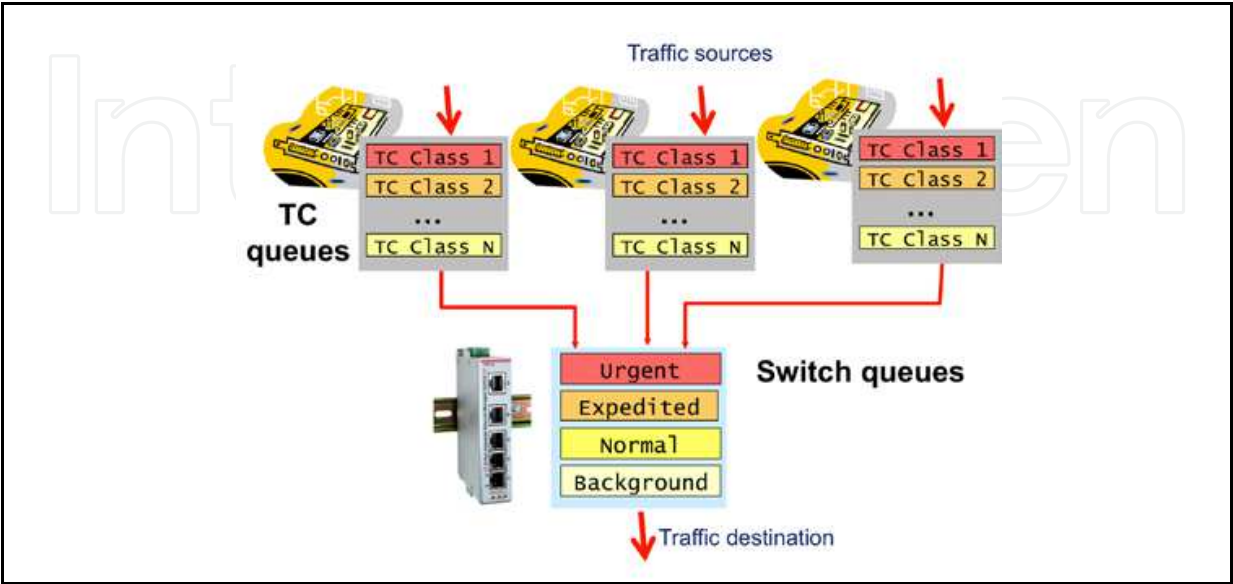 Traffic sources
TC Class 1
TC Class 2
...
TC Class N
TC Class 1
TC Class 2
...
TC Class N
TC Class 1
TC Class 2
...
TC Class N
TC
queues
Urgent
Expedited
Normal
Background
Switch queues
Traffic destination